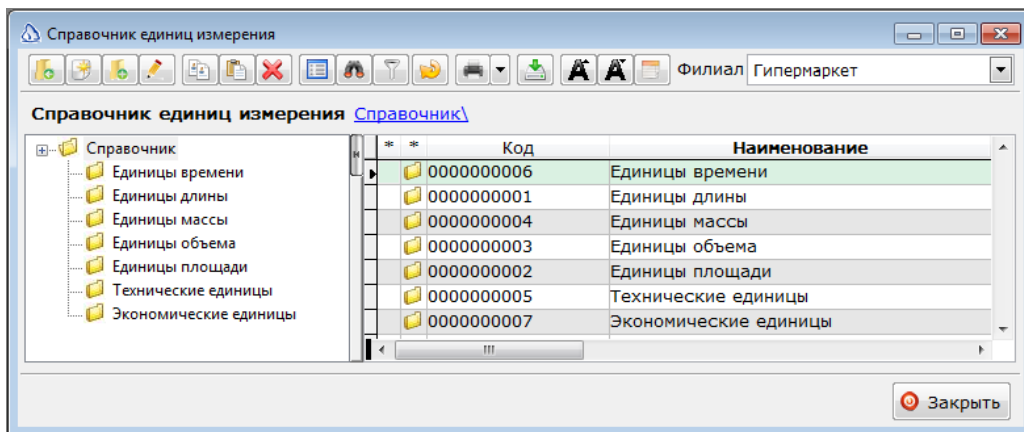 Справочник единиц измерения
Филиал Гипермаркет
Справочник единиц измерения Справочник\
Справочник
Единицы времени
Единицы длины
Единицы массы
Единицы объема
Единицы площади
Технические единицы
Экономические единицы
* * Код Наименование
0000000006 Единицы времени
0000000001 Единицы длины
0000000004 Единицы массы
0000000003 Единицы объема
0000000002 Единицы площади
0000000005 Технические единицы
0000000007 Экономические единицы
Закрыть